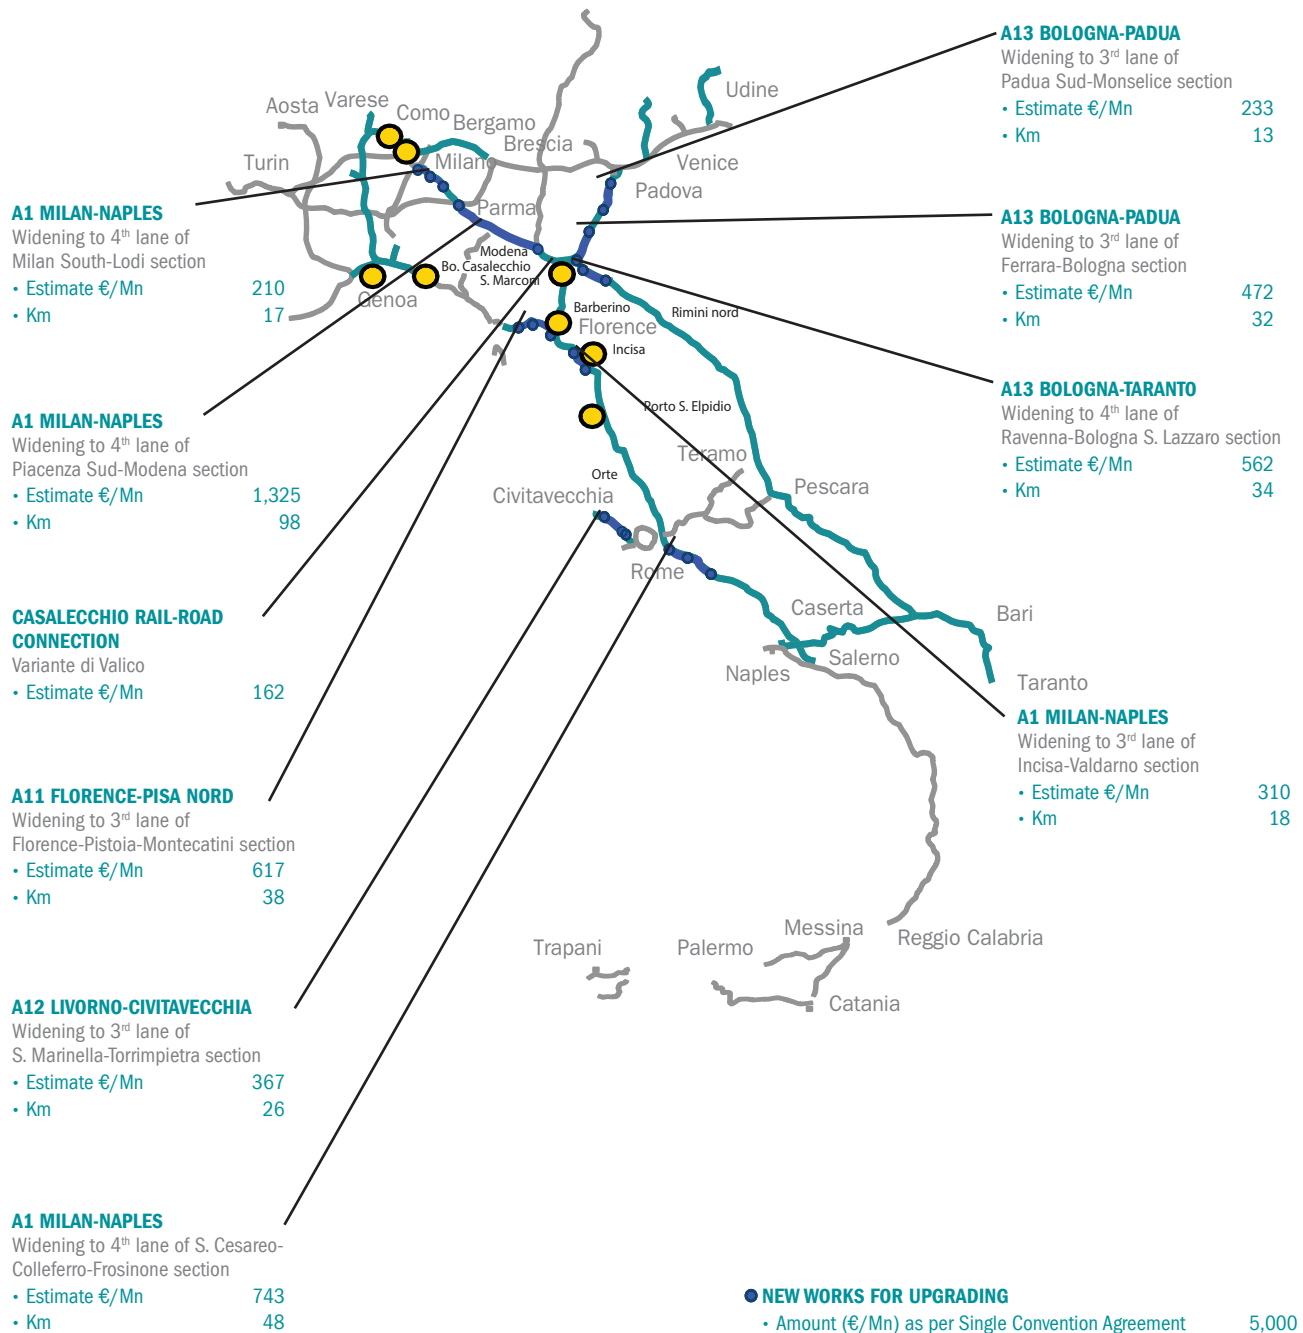 A1 MILAN-NAPLES
Widening to 4th lane of
Milan South-Lodi section
• Estimate €/Mn 210
• Km 17
A1 MILAN-NAPLES
Widening to 4th lane of
Piacenza Sud-Modena section
• Estimate €/Mn 1,325
• Km 98
CASALECCHIO RAIL-ROAD
CONNECTION
Variante di Valico
• Estimate €/Mn 162
A11 FLORENCE-PISA NORD
Widening to 3rd lane of
Florence-Pistoia-Montecatini section
• Estimate €/Mn 617
• Km 38
A12 LIVORNO-CIVITAVECCHIA
Widening to 3rd lane of
S. Marinella-Torrimpietra section
• Estimate €/Mn 367
• Km 26
A1 MILAN-NAPLES
Widening to 4th lane of S. Cesareo-
Colleferro-Frosinone section
• Estimate €/Mn 743
• Km 48
Aosta
Varese
Como
Bergamo
Brescia
Udine
Turin
Milano
Venice
Padova
Parma
Modena
Bo. Casalecchio
S. Marconi
Genoa
Barberino
Florence
Rimini nord
Incisa
Porto S. Elpidio
Teramo
Orte
Civitavecchia
Pescara
Rome
Caserta
Bari
Naples
Salerno
Taranto
Messina
Reggio Calabria
Trapani
Palermo
Catania
A13 BOLOGNA-PADUA
Widening to 3rd lane of
Padua Sud-Monselice section
• Estimate €/Mn 233
• Km 13
A13 BOLOGNA-PADUA
Widening to 3rd lane of
Ferrara-Bologna section
• Estimate €/Mn 472
• Km 32
A13 BOLOGNA-TARANTO
Widening to 4th lane of
Ravenna-Bologna S. Lazzaro section
• Estimate €/Mn 562
• Km 34
A1 MILAN-NAPLES
Widening to 3rd lane of
Incisa-Valdarno section
• Estimate €/Mn 310
• Km 18
NEW WORKS FOR UPGRADING
• Amount (€/Mn) as per Single Convention Agreement 5,000